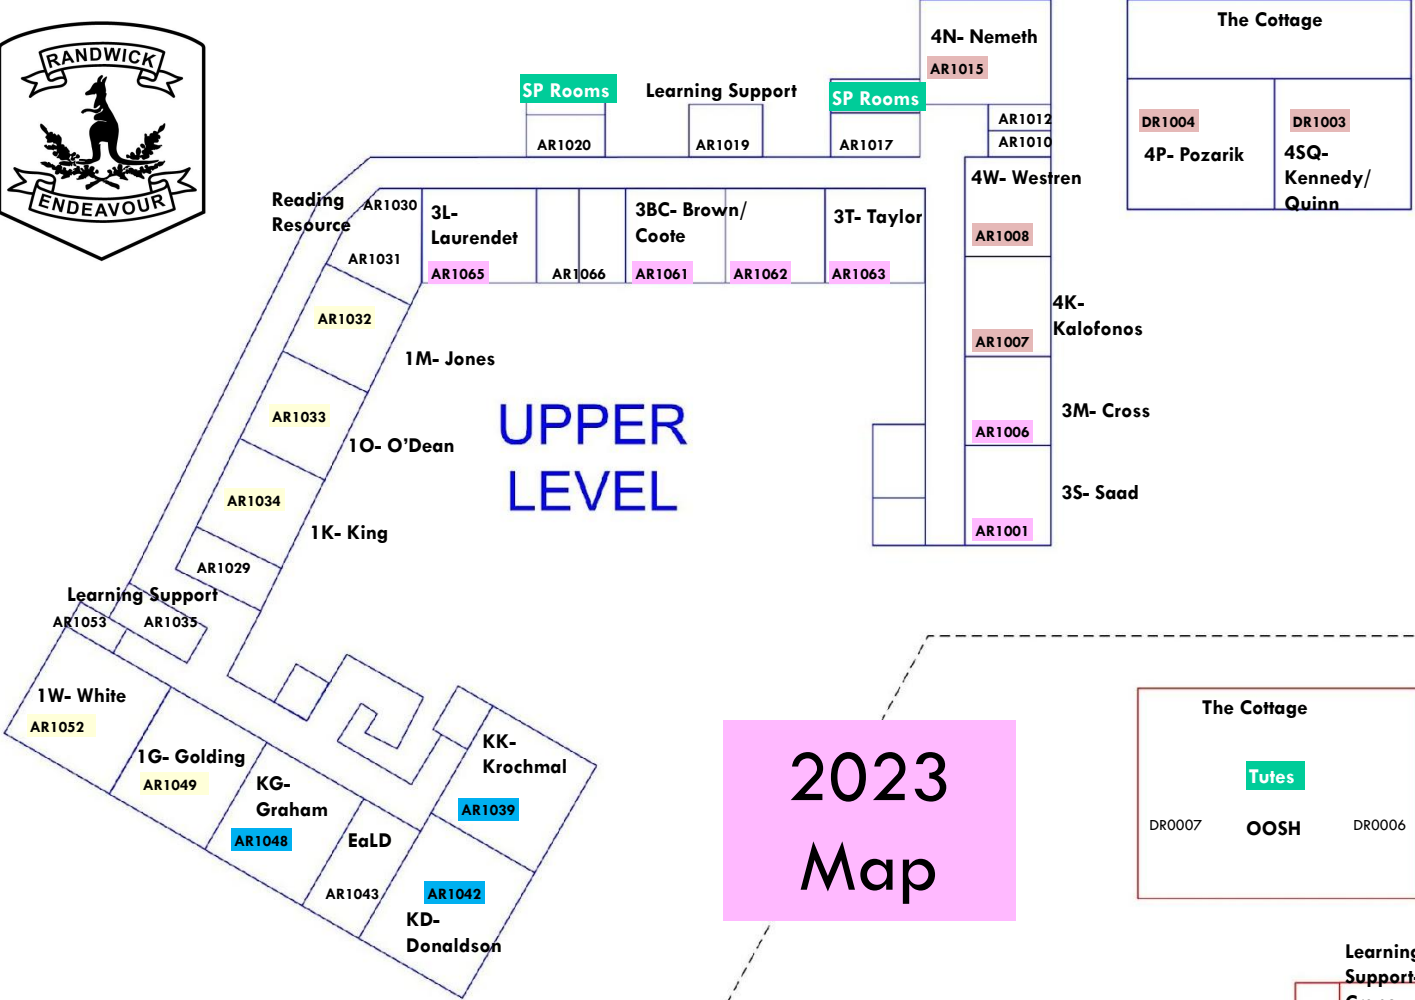 RANDWICK
ENDEAVOUR
4N- Nemeth
AR1015
The Cottage
SP Rooms
Learning Support
SP Rooms
AR1020
AR1019
AR1017
AR1012
AR1010
DR1004
DR1003
4P- Pozarik
4SQ-
Kennedy/
Quinn
4W- Westren
AR1008
Reading
Resource
AR1030
AR1031
3L-
Laurendet
AR1065
AR1066
3BC- Brown/
Coote
AR1061
AR1062
3T- Taylor
AR1063
4K-
Kalofonos
AR1007
AR1032
1M- Jones
3M- Cross
AR1006
AR1033
1O- O'Dean
UPPER
LEVEL
AR1034
1K- King
3S- Saad
AR1001
AR1029
Learning Support
AR1053
AR1035
1W- White
AR1052
1G- Golding
AR1049
KG-
Graham
AR1048
EaLD
AR1043
KK-
Krochmal
AR1039
AR1042
KD-
Donaldson
2023
Map
The Cottage
Tutes
DR0007
OOSH
DR0006
Learning
Support-